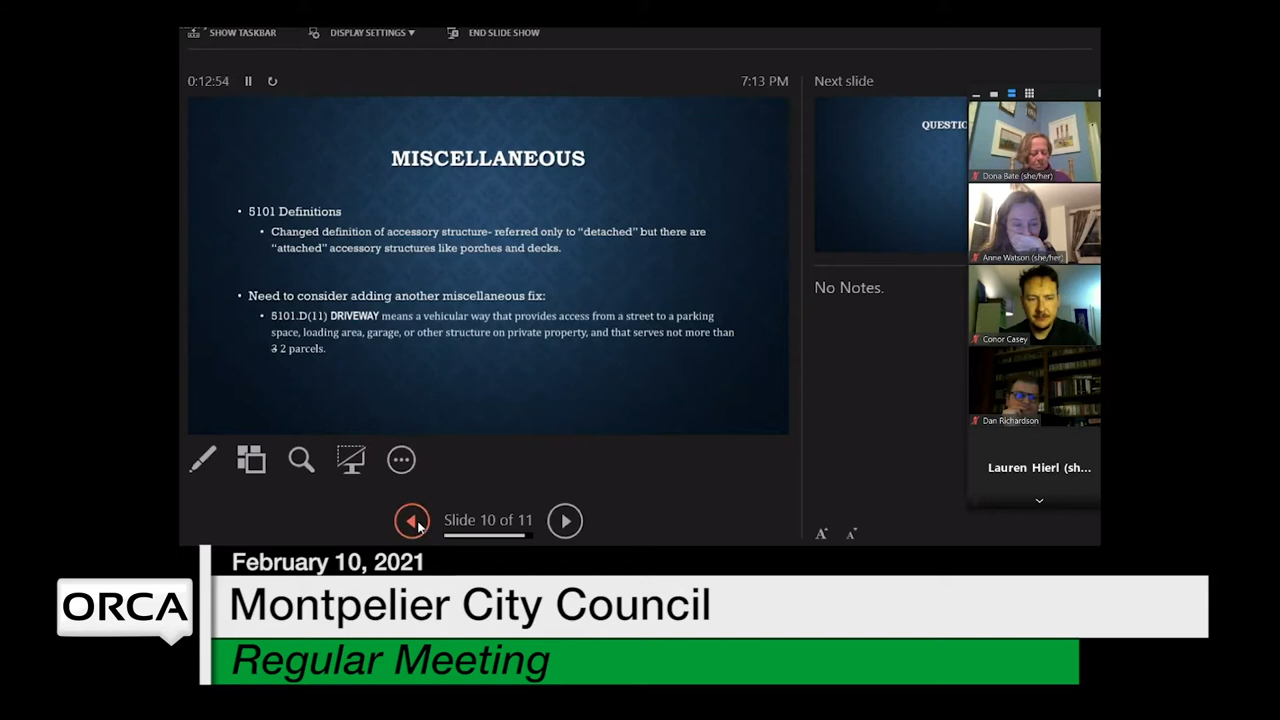 SHOW TASKBAR
DISPLAY SETTINGS ▼
END SLIDE SHOW
0:12:54
7:13 PM
Next slide
MISCELLANEOUS
• 5101 Definitions
• Changed definition of accessory structure- referred only to “detached” but there are
“attached” accessory structures like porches and decks.
• Need to consider adding another miscellaneous fix:
• 5101.D(11) DRIVEWAY means a vehicular way that provides access from a street to a parking
space, loading area, garage, or other structure on private property, and that serves not more than
3 2 parcels.
QUESTIO
No Notes.
Dona Bate (she/her)
Anne Watson (she/her)
Conor Casey
Dan Richardson
Lauren Hierl (sh...
Slide 10 of 11
A A
February 10, 2021
ORCA
Montpelier City Council
Regular Meeting